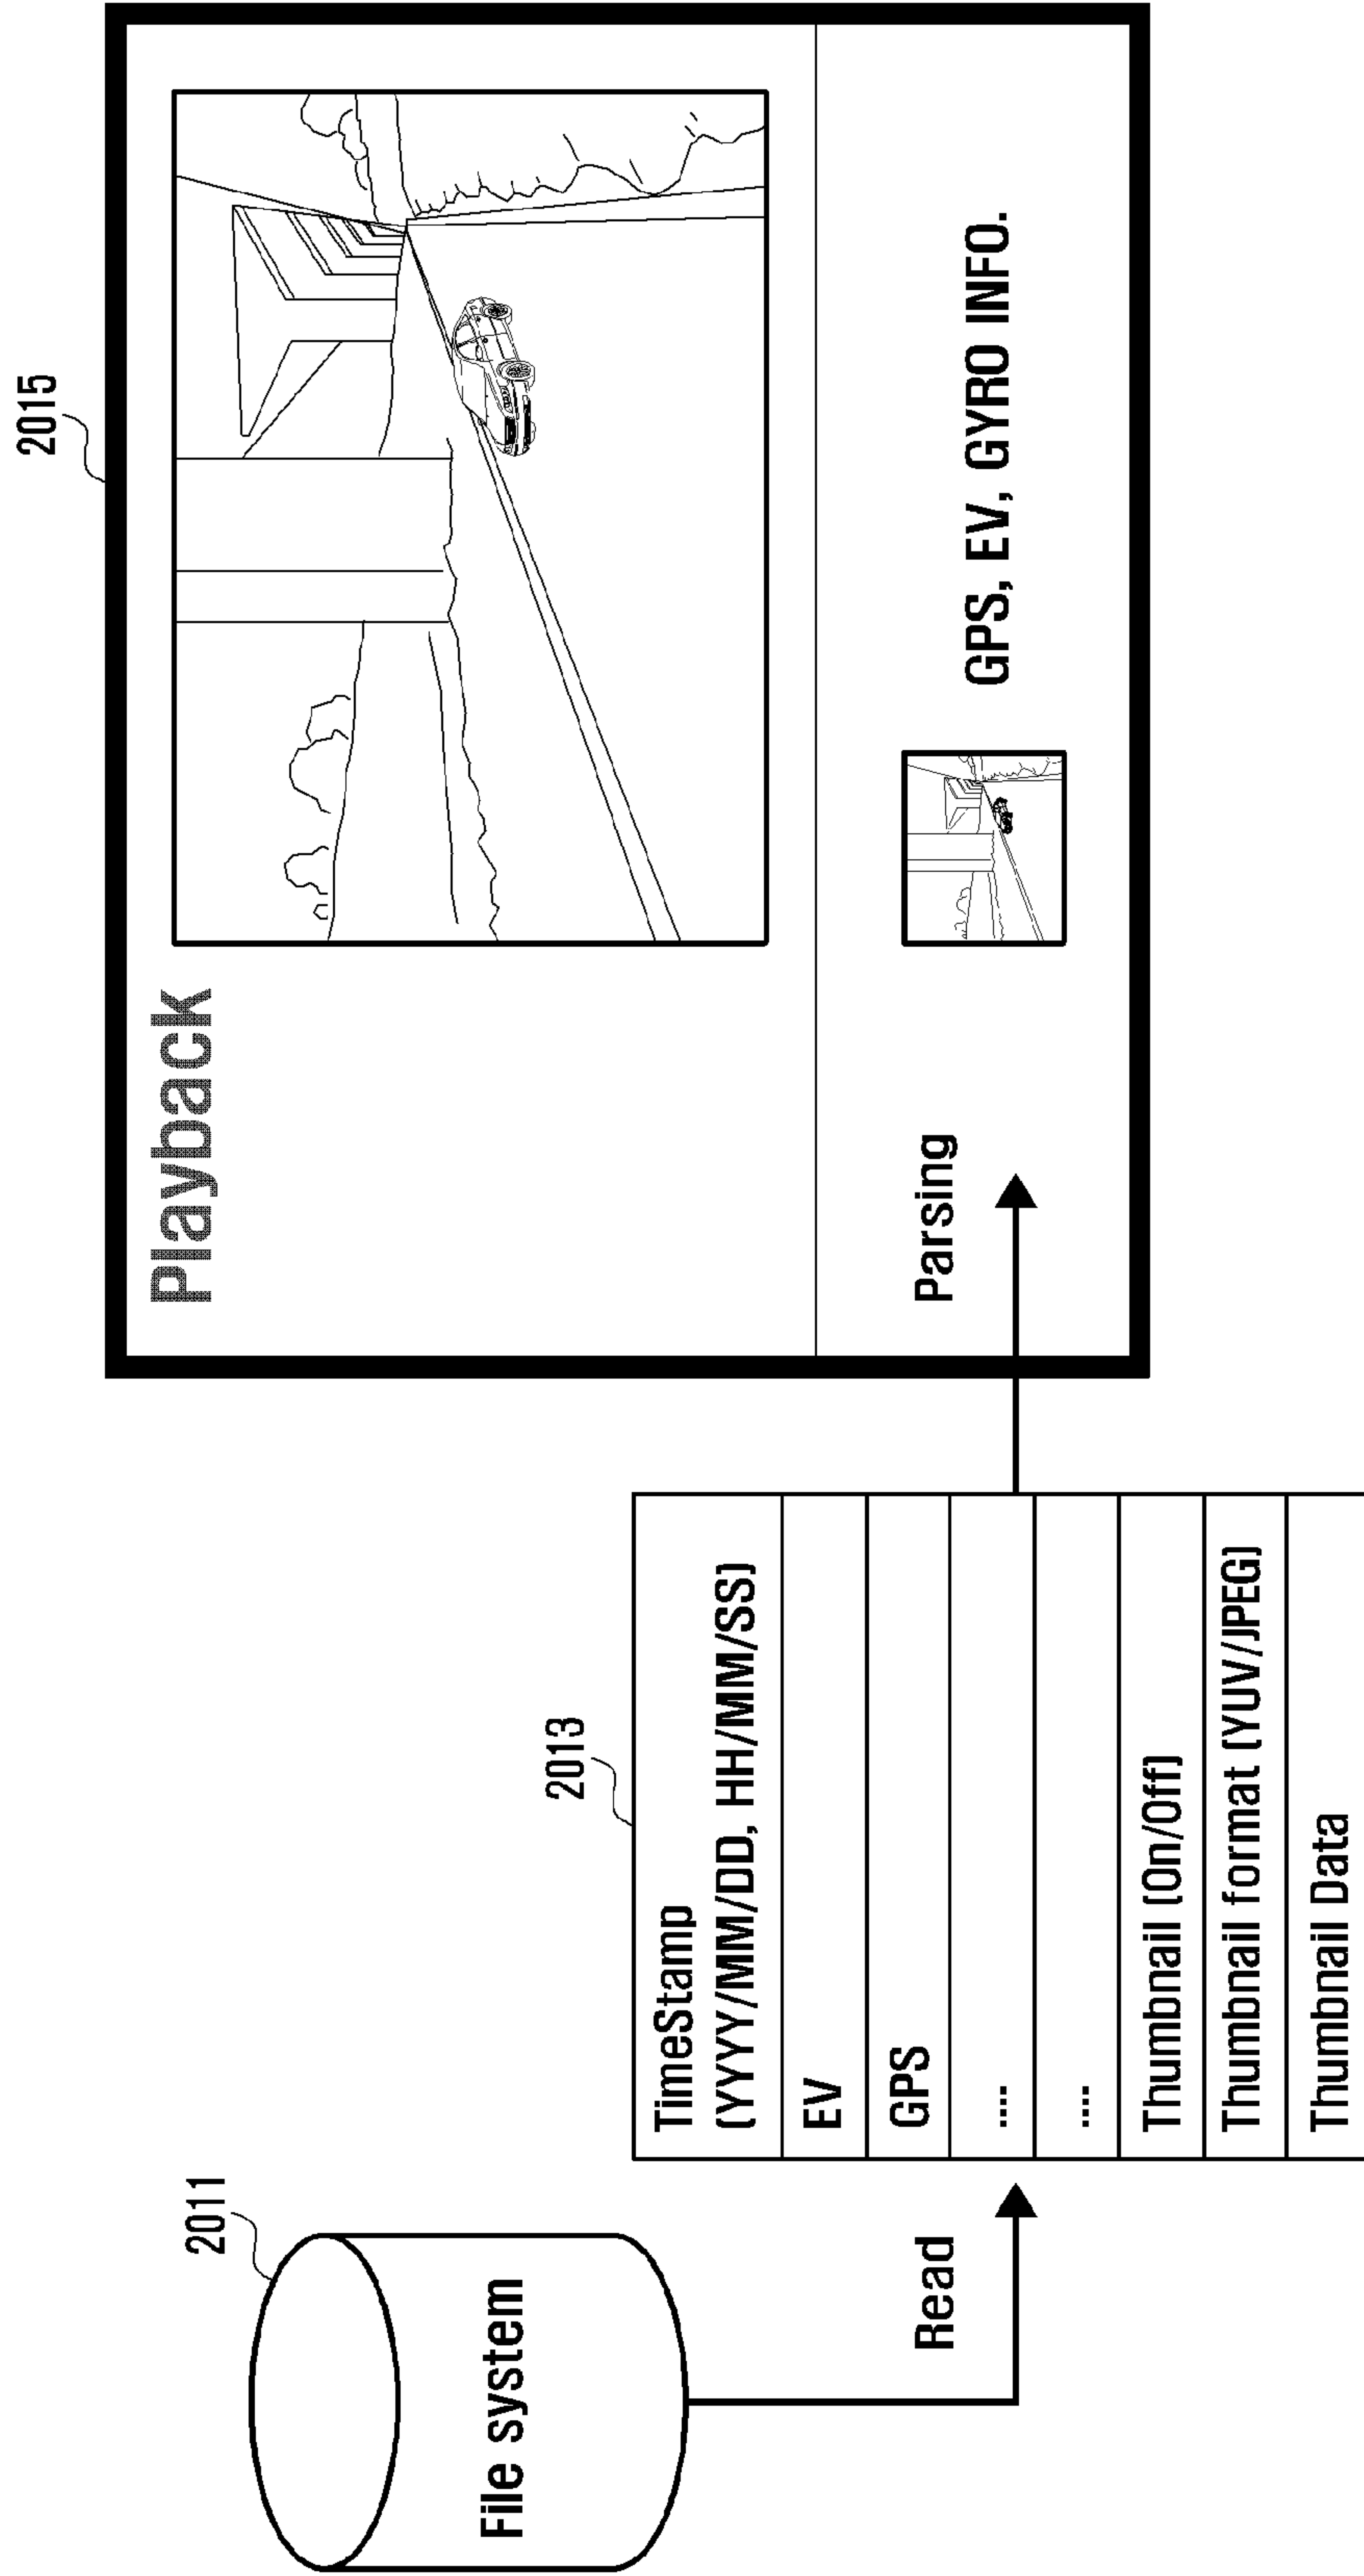 2011
File system
Read
2013
TimeStamp
(YYYY/MM/DD, HH/MM/SS)
EV
GPS
....
....
Thumbnail (On/Off)
Thumbnail format (YUV/JPEG)
Thumbnail Data
2015
Playback
Parsing
GPS, EV, GYRO INFO.